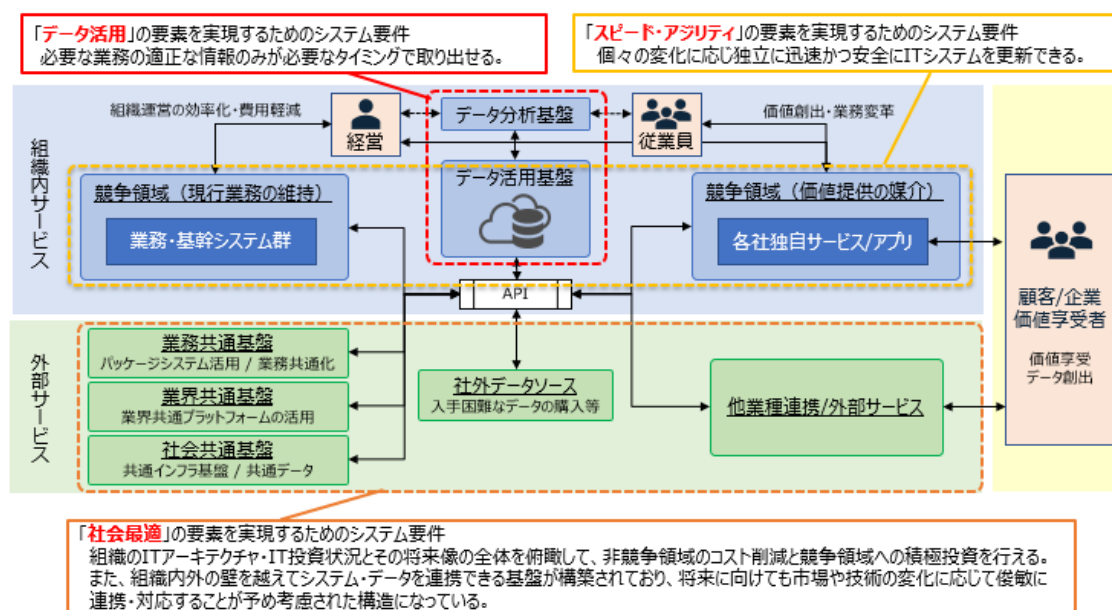 「データ活用」の要素を実現するためのシステム要件
必要な業務の適正な情報のみが必要なタイミングで取り出せる。
「スピード・アジリティ」の要素を実現するためのシステム要件
個々の変化に応じ独立に迅速かつ安全にITシステムを更新できる。
組織内サービス
組織運営の効率化・費用軽減
経営
データ分析基盤
従業員
価値創出・業務変革
競争領域（現行業務の維持）
業務・基幹システム群
データ活用基盤
競争領域（価値提供の媒介）
各社独自サービス/アプリ
API
顧客/企業
価値享受者
価値享受
データ創出
外部サービス
業務共通基盤
パッケージシステム活用 / 業務共通化
業界共通基盤
業界共通プラットフォームの活用
社会共通基盤
共通インフラ基盤 / 共通データ
社外データソース
入手困難なデータの購入等
他業種連携/外部サービス
「社会最適」の要素を実現するためのシステム要件
組織のITアーキテクチャ・IT投資状況とその将来像の全体を俯瞰して、非競争領域のコスト削減と競争領域への積極投資を行える。
また、組織内外の壁を越えてシステム・データを連携できる基盤が構築されており、将来に向けても市場や技術の変化に応じて俊敏に
連携・対応することが予め考慮された構造になっている。